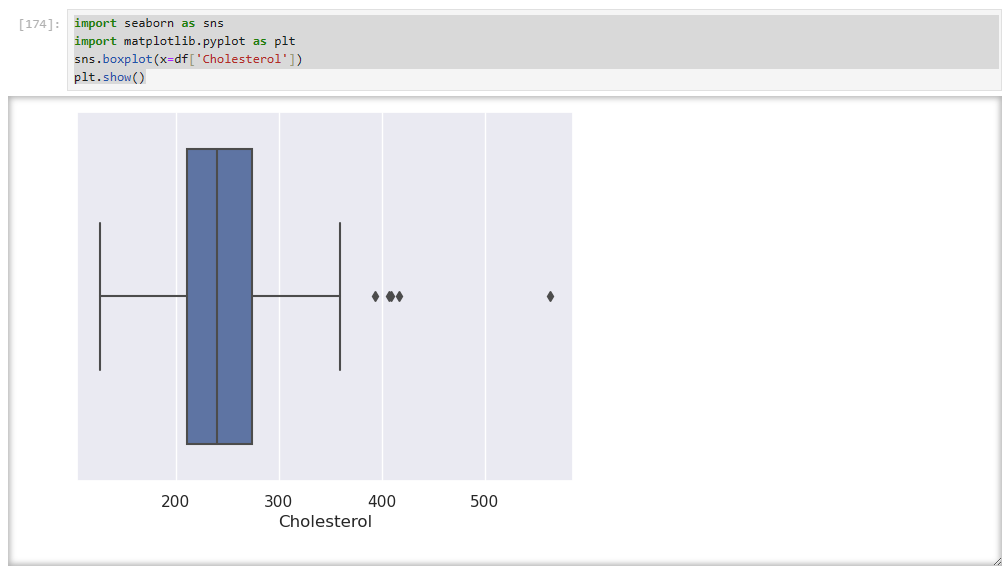 [174]: import seaborn as sns
import matplotlib.pyplot as plt
sns.boxplot(x=df['Cholesterol'])
plt.show()
200 300 400 500
Cholesterol